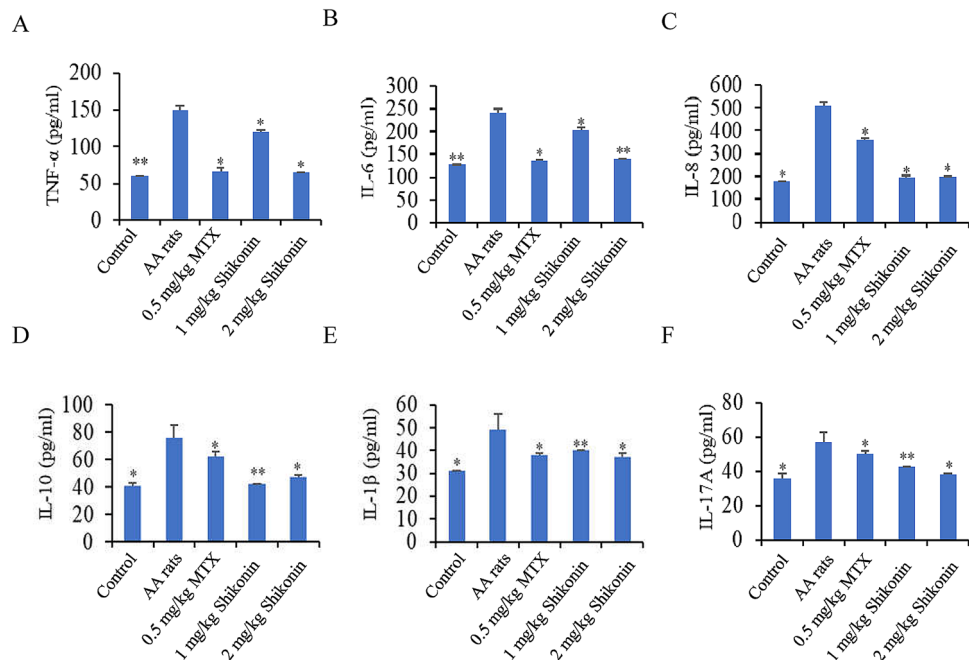 A
TNF-α (pg/ml)
200
150
100
50
0
** * * *
Control
AA rats
0.5 mg/kg MTX
1 mg/kg Shikonin
2 mg/kg Shikonin
B
IL-6 (pg/ml)
300
250
200
150
100
50
0
** * * **
Control
AA rats
0.5 mg/kg MTX
1 mg/kg Shikonin
2 mg/kg Shikonin
C
IL-8 (pg/ml)
600
500
400
300
200
100
0
* * * *
Control
AA rats
0.5 mg/kg MTX
1 mg/kg Shikonin
2 mg/kg Shikonin
D
IL-10 (pg/ml)
100
80
60
40
20
0
* * ** *
Control
AA rats
0.5 mg/kg MTX
1 mg/kg Shikonin
2 mg/kg Shikonin
E
IL-1β (pg/ml)
60
50
40
30
20
10
0
* * ** *
Control
AA rats
0.5 mg/kg MTX
1 mg/kg Shikonin
2 mg/kg Shikonin
F
IL-17A (pg/ml)
80
60
40
20
0
* * ** *
Control
AA rats
0.5 mg/kg MTX
1 mg/kg Shikonin
2 mg/kg Shikonin